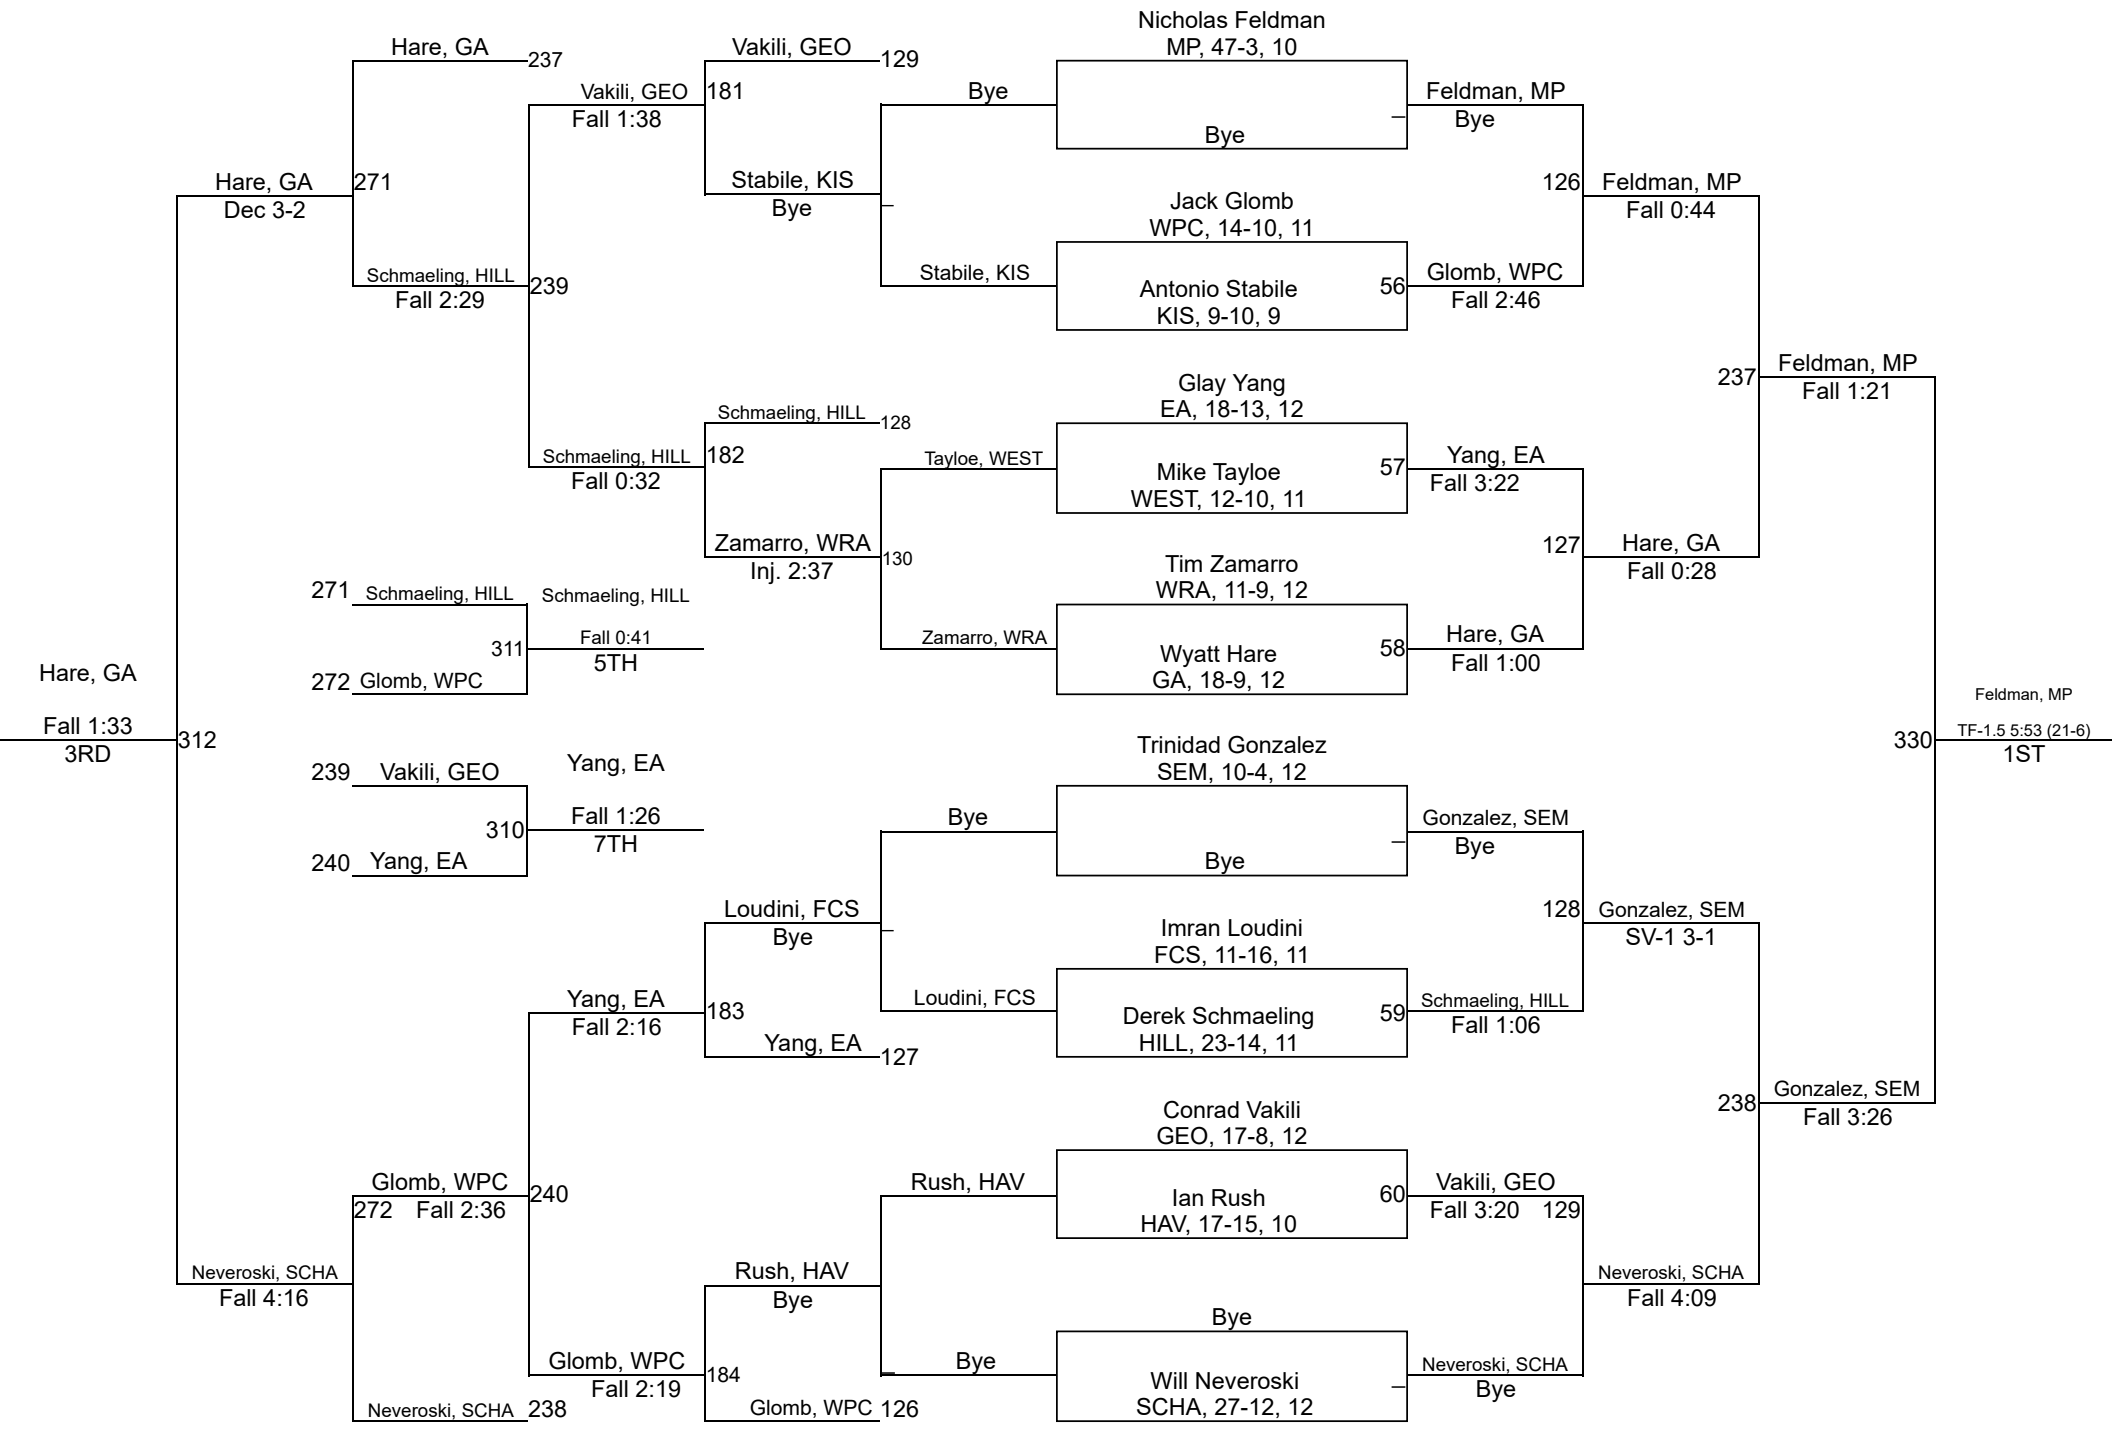 Hare, GA
237
Hare, GA
271
Dec 3-2
Schmaeling, HILL
239
Fall 2:29
Vakili, GEO
Fall 1:38
Vakili, GEO
129
181
Stabile, KIS
Bye
_
Schmaeling, HILL
128
Schmaeling, HILL
182
Fall 0:32
Zamarro, WRA
130
Inj. 2:37
Bye
Stabile, KIS
Tayloe, WEST
Zamarro, WRA
271
Schmaeling, HILL
Schmaeling, HILL
Fall 0:41
311
5TH
272
Glomb, WPC
Hare, GA
Fall 1:33
312
3RD
239
Vakili, GEO
Yang, EA
Fall 1:26
310
7TH
240
Yang, EA
Bye
Loudini, FCS
Bye
_
Loudini, FCS
Yang, EA
183
Fall 2:16
Yang, EA
127
Glomb, WPC
240
272
Fall 2:36
Rush, HAV
Rush, HAV
Bye
Bye
_
Neveroski, SCHA
Fall 4:16
Glomb, WPC
184
Fall 2:19
Neveroski, SCHA
238
Glomb, WPC
126
Nicholas Feldman
MP, 47-3, 10
_
Bye
Jack Glomb
WPC, 14-10, 11
Antonio Stabile
KIS, 9-10, 9
56
Glay Yang
EA, 18-13, 12
Mike Tayloe
WEST, 12-10, 11
57
Tim Zamarro
WRA, 11-9, 12
Wyatt Hare
GA, 18-9, 12
58
Trinidad Gonzalez
SEM, 10-4, 12
_
Bye
Imran Loudini
FCS, 11-16, 11
Derek Schmaeling
HILL, 23-14, 11
59
Conrad Vakili
GEO, 17-8, 12
Ian Rush
HAV, 17-15, 10
60
Bye
Will Neveroski
SCHA, 27-12, 12
_
Feldman, MP
Bye
126
Feldman, MP
Fall 0:44
Glomb, WPC
Fall 2:46
237
Feldman, MP
Fall 1:21
Yang, EA
Fall 3:22
127
Hare, GA
Fall 0:28
Hare, GA
Fall 1:00
Feldman, MP
TF-1.5 5:53 (21-6)
330
1ST
Gonzalez, SEM
Bye
128
Gonzalez, SEM
SV-1 3-1
Schmaeling, HILL
Fall 1:06
238
Gonzalez, SEM
Fall 3:26
Vakili, GEO
Fall 3:20
129
Neveroski, SCHA
Fall 4:09
Neveroski, SCHA
Bye